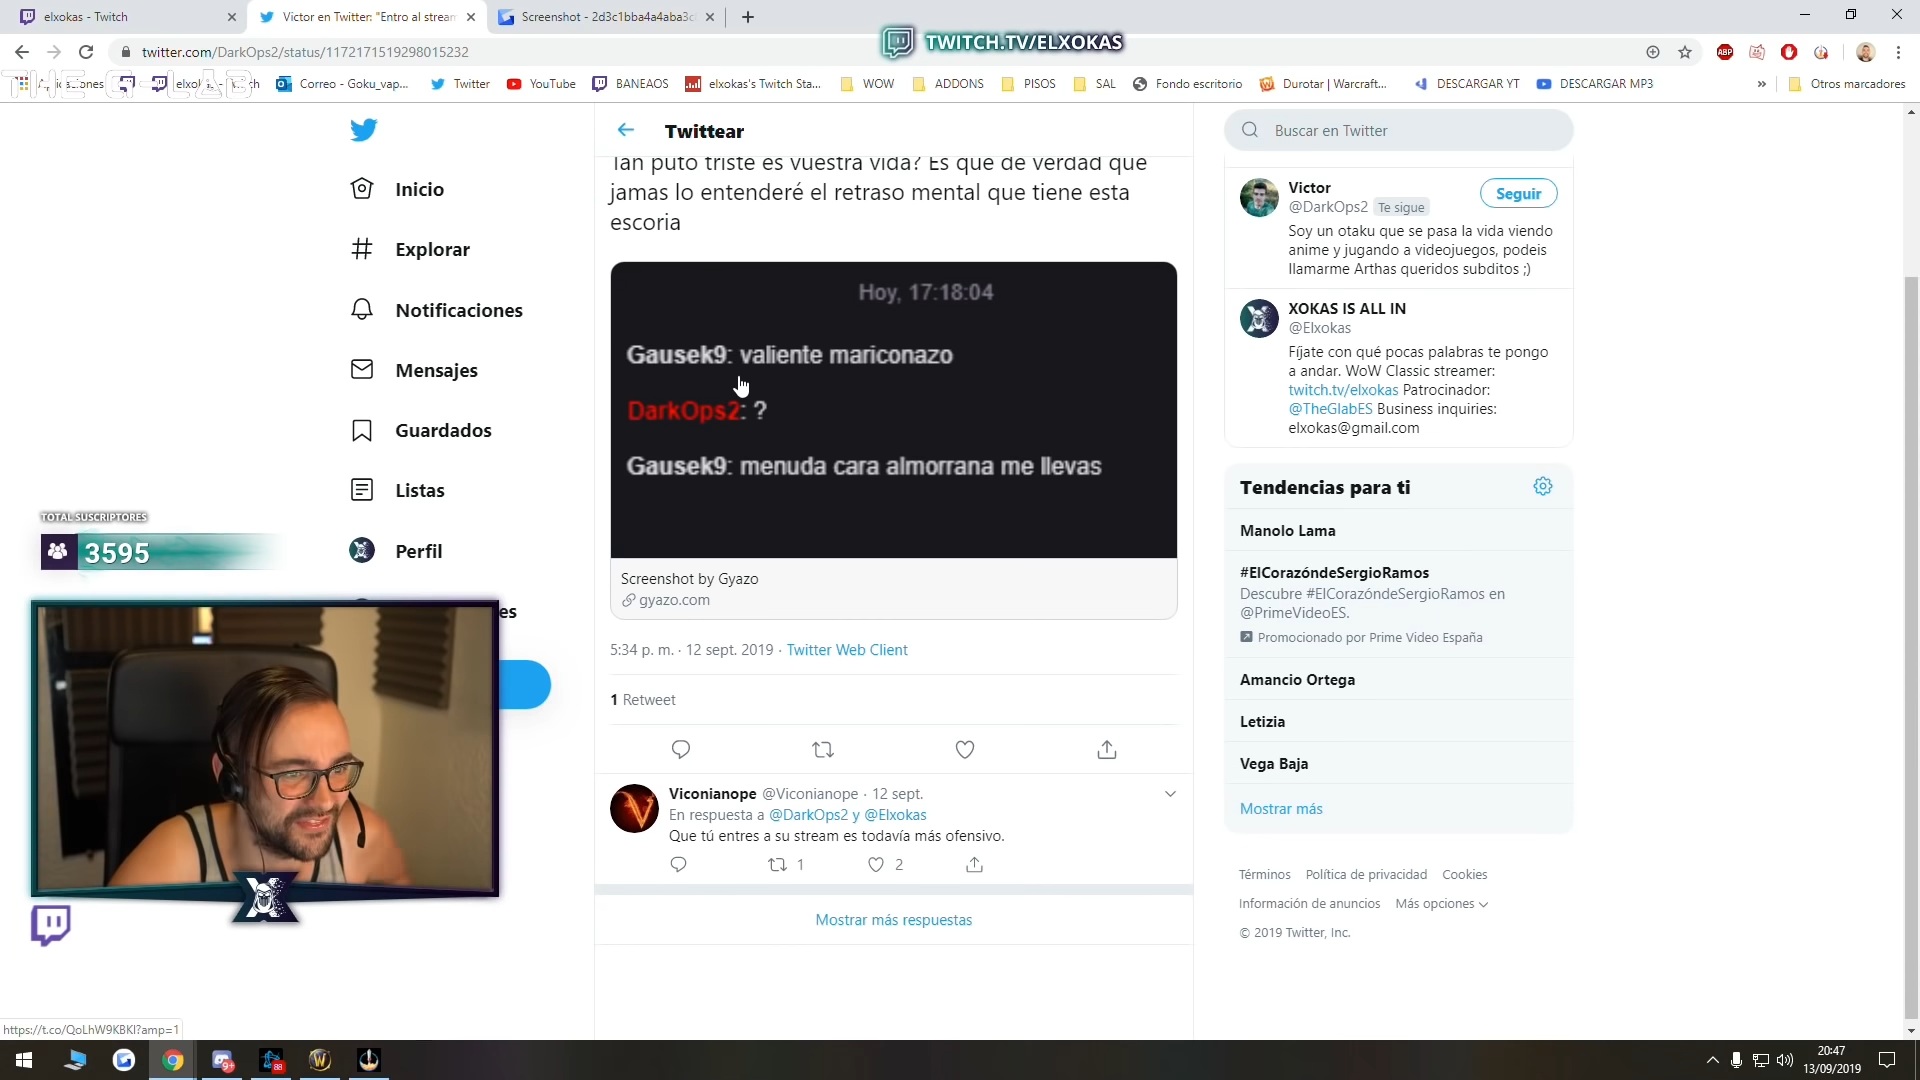 elxokas - Twitch
Victor en Twitter: "Entro al stream
Screenshot - 2d3c1bba4a4aba3c
twitter.com/DarkOps2/status/1172171519298015232
TWITCH.TV/ELXOKAS
THE G-LAB
Correo - Goku_vap...
Twitter
YouTube
BANEAOS
elxokas's Twitch Sta...
WOW
ADDONS
PISOS
SAL
Fondo escritorio
Durotar | Warcraft...
DESCARGAR YT
DESCARGAR MP3
»
Otros marcadores
Inicio
Explorar
Notificaciones
Mensajes
Guardados
Listas
Perfil
es
TOTAL SUSCRIPTORES
3595
Twittear
Tan puto triste es vuestra vida? Es que de verdad que
jamas lo entenderé el retraso mental que tiene esta
escoria
Hoy, 17:18:04
Gausek9: valiente mariconazo
DarkOps2: ?
Gausek9: menuda cara almorrana me llevas
Screenshot by Gyazo
gyazo.com
5:34 p. m. · 12 sept. 2019 · Twitter Web Client
1 Retweet
Viconianope @Viconianope · 12 sept.
En respuesta a @DarkOps2 y @Elxokas
Que tú entres a su stream es todavía más ofensivo.
1
2
Mostrar más respuestas
Buscar en Twitter
Victor
@DarkOps2 Te sigue
Seguir
Soy un otaku que se pasa la vida viendo
anime y jugando a videojuegos, podeis
llamarme Arthas queridos subditos ;)
XOKAS IS ALL IN
@Elxokas
Fíjate con qué pocas palabras te pongo
a andar. WoW Classic streamer:
twitch.tv/elxokas Patrocinador:
@TheGlabES Business inquiries:
elxokas@gmail.com
Tendencias para ti
Manolo Lama
#ElCorazóndeSergioRamos
Descubre #ElCorazóndeSergioRamos en
@PrimeVideoES.
Promocionado por Prime Video España
Amancio Ortega
Letizia
Vega Baja
Mostrar más
Términos Política de privacidad Cookies
Información de anuncios Más opciones
© 2019 Twitter, Inc.
https://t.co/QoLhW9KBKl?amp=1
20:47
13/09/2019